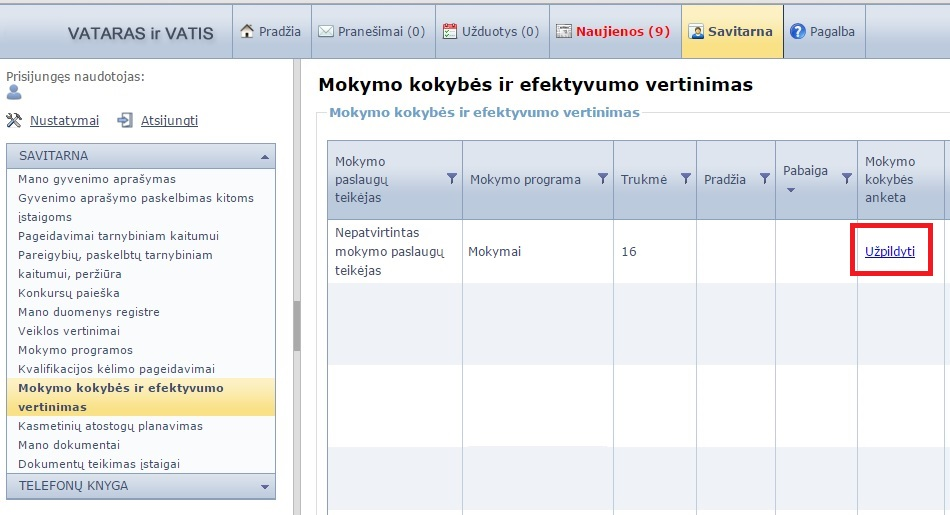 VATARAS ir VATIS
Pradžia
Pranešimai (0)
Užduotys (0)
Naujienos (9)
Savitarna
Pagalba
Prisijungęs naudotojas:
Nustatymai
Atsijungti
SAVITARNA
Mano gyvenimo aprašymas
Gyvenimo aprašymo paskelbimas kitoms
įstaigoms
Pageidavimai tarnybiniam kaitumui
Pareigybių, paskelbtų tarnybiniam
kaitumui, peržiūra
Konkursų paieška
Mano duomenys registre
Veiklos vertinimai
Mokymo programos
Kvalifikacijos kėlimo pageidavimai
Mokymo kokybės ir efektyvumo
vertinimas
Kasmetinių atostogų planavimas
Mano dokumentai
Dokumentų teikimas įstaigai
TELEFONŲ KNYGA
Mokymo kokybės ir efektyvumo vertinimas
Mokymo kokybės ir efektyvumo vertinimas
Mokymo
paslaugų
teikėjas
Mokymo programa
Trukmė
Pradžia
Pabaiga
Mokymo
kokybės
anketa
Nepatvirtintas
mokymo paslaugų
teikėjas
Mokymai
16
Užpildyti